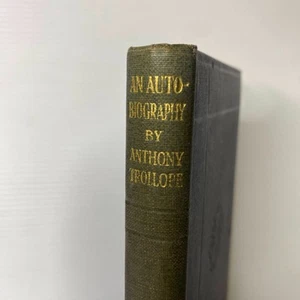 AN AUTO-
BIOGRAPHY
BY
ANTHONY
TROLLOPE